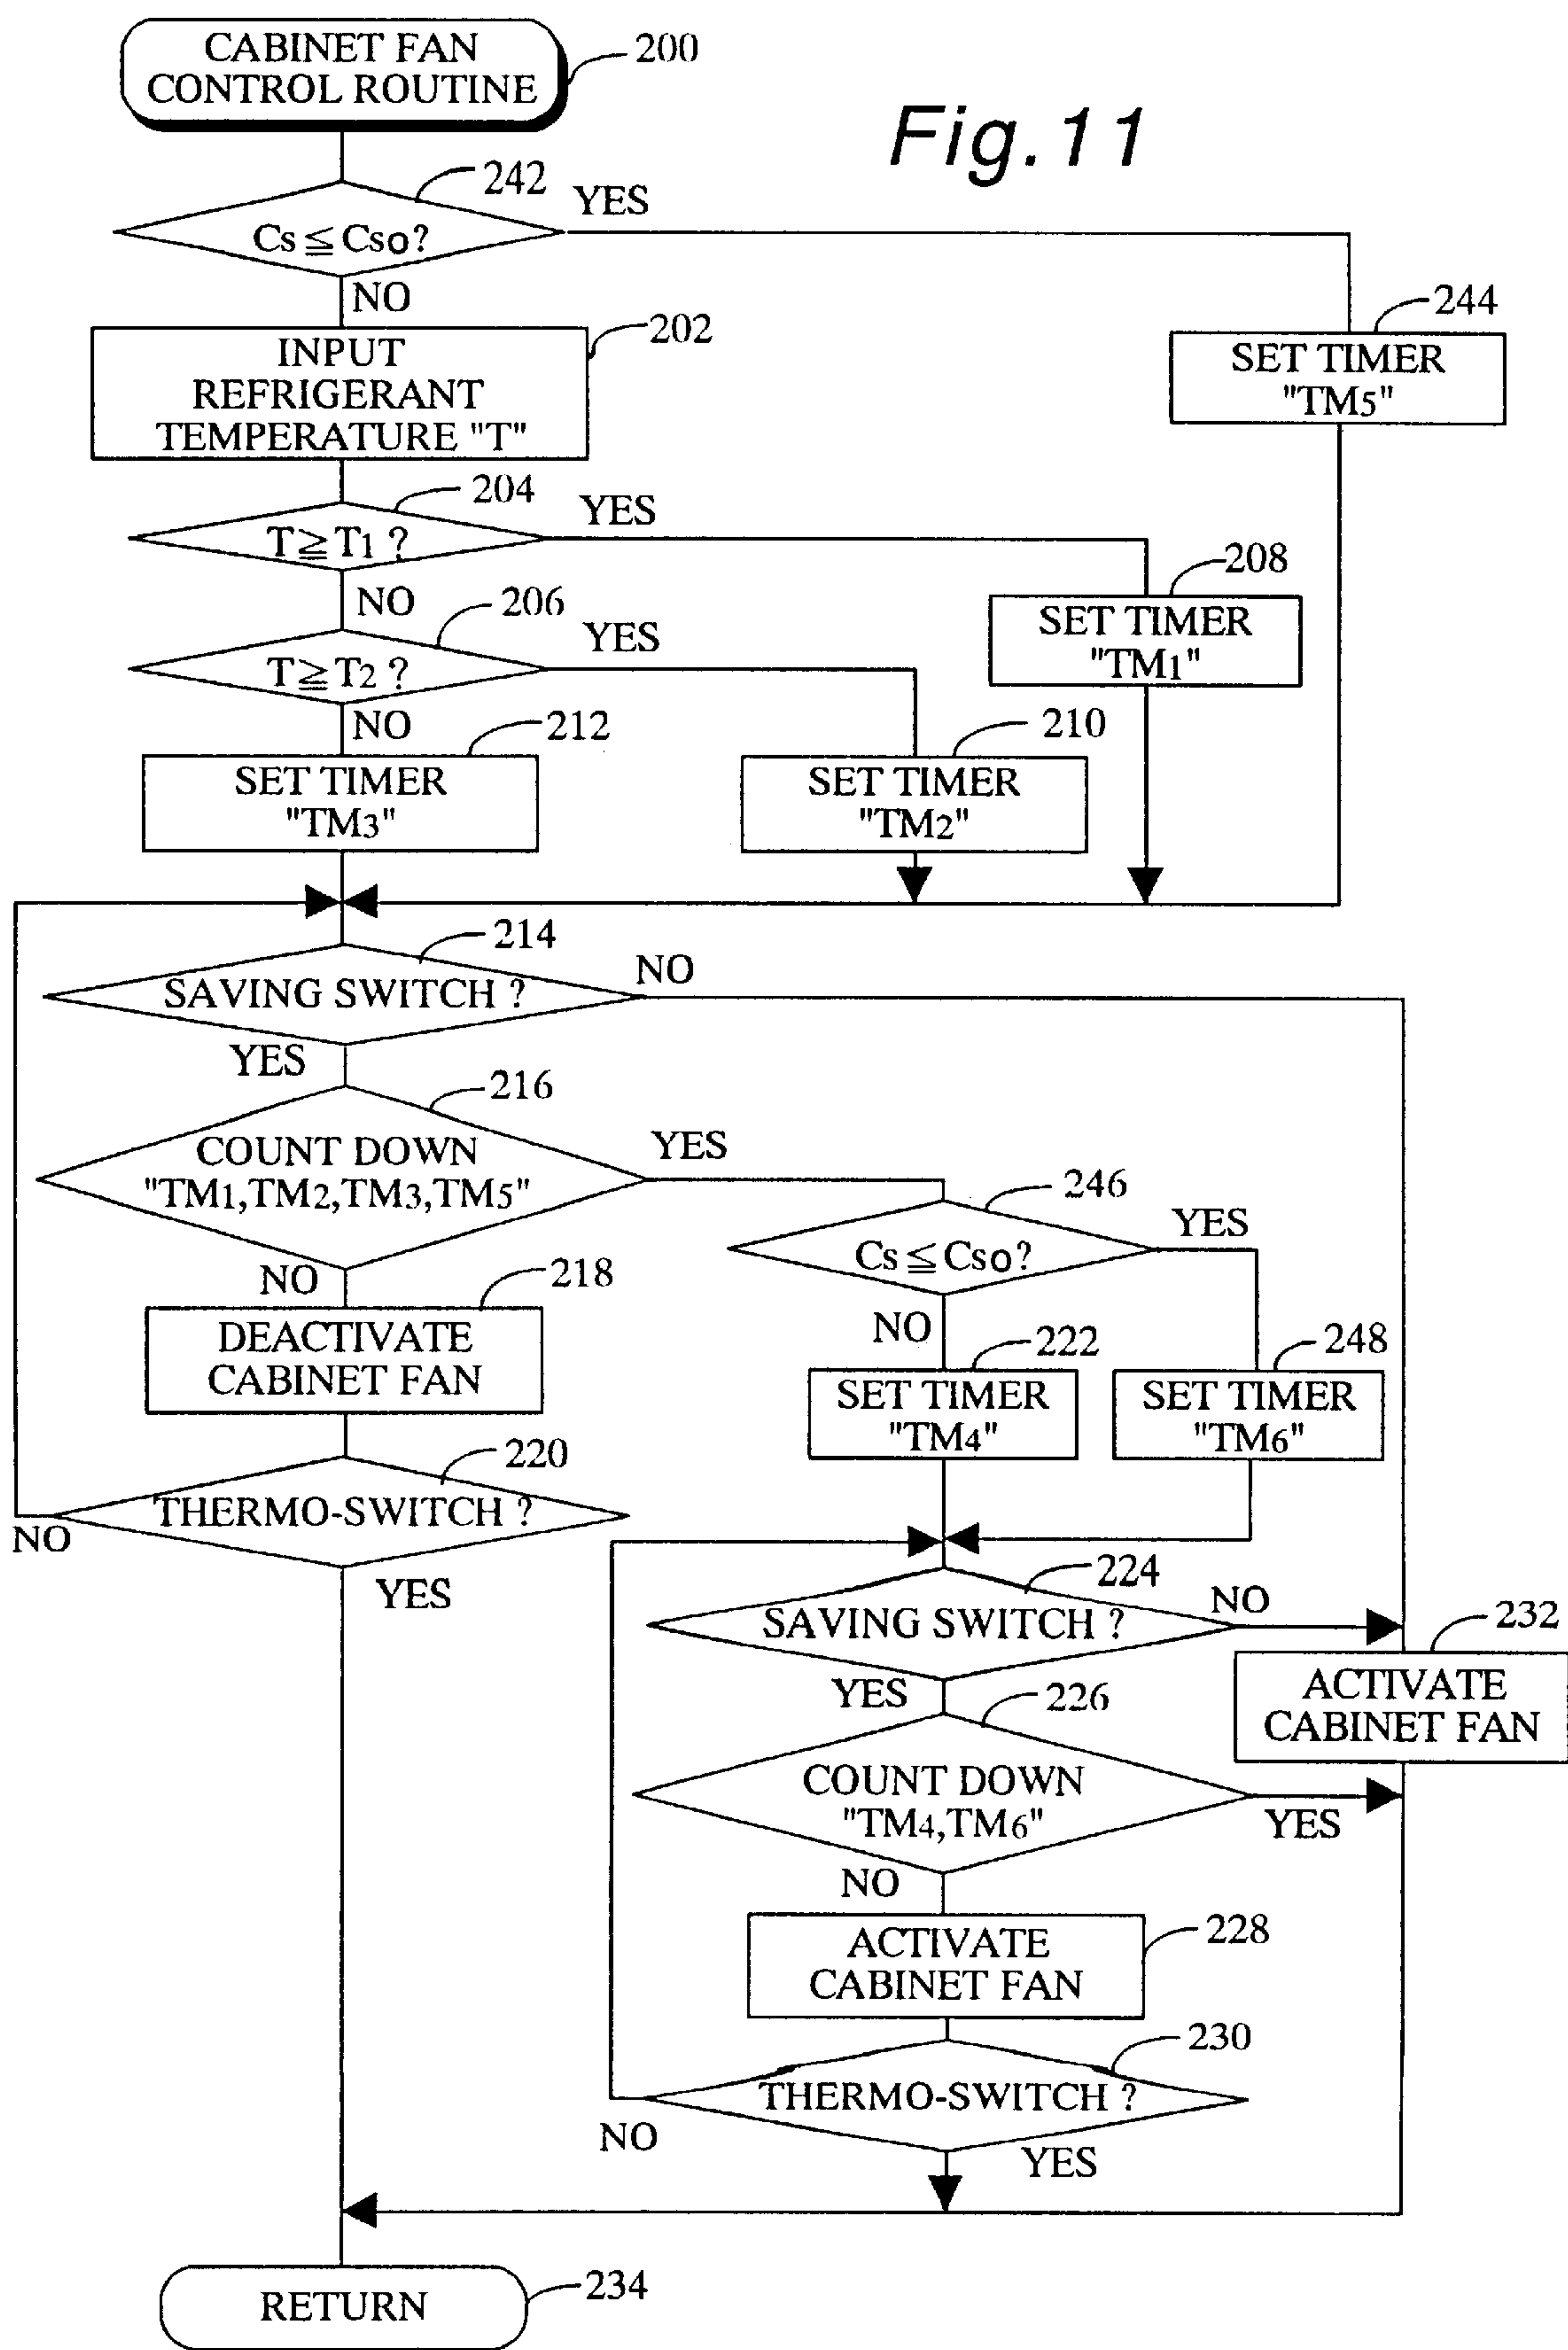 CABINET FAN
CONTROL ROUTINE
200
Fig.11
242
YES
Cs≦Cso?
NO
244
202
INPUT
REFRIGERANT
TEMPERATURE "T"
SET TIMER
"TM5"
204
YES
T≧T1 ?
NO
208
206
YES
SET TIMER
"TM1"
T≧T2 ?
NO
212
210
SET TIMER
"TM3"
SET TIMER
"TM2"
214
NO
SAVING SWITCH ?
YES
216
YES
COUNT DOWN
"TM1,TM2,TM3,TM5"
246
YES
Cs≦Cso?
NO
218
NO
DEACTIVATE
CABINET FAN
222
248
SET TIMER
"TM4"
SET TIMER
"TM6"
220
THERMO-SWITCH ?
NO
YES
224
NO
SAVING SWITCH ?
YES
232
ACTIVATE
CABINET FAN
226
COUNT DOWN
"TM4,TM6"
YES
NO
228
ACTIVATE
CABINET FAN
230
THERMO-SWITCH ?
NO
YES
RETURN
234